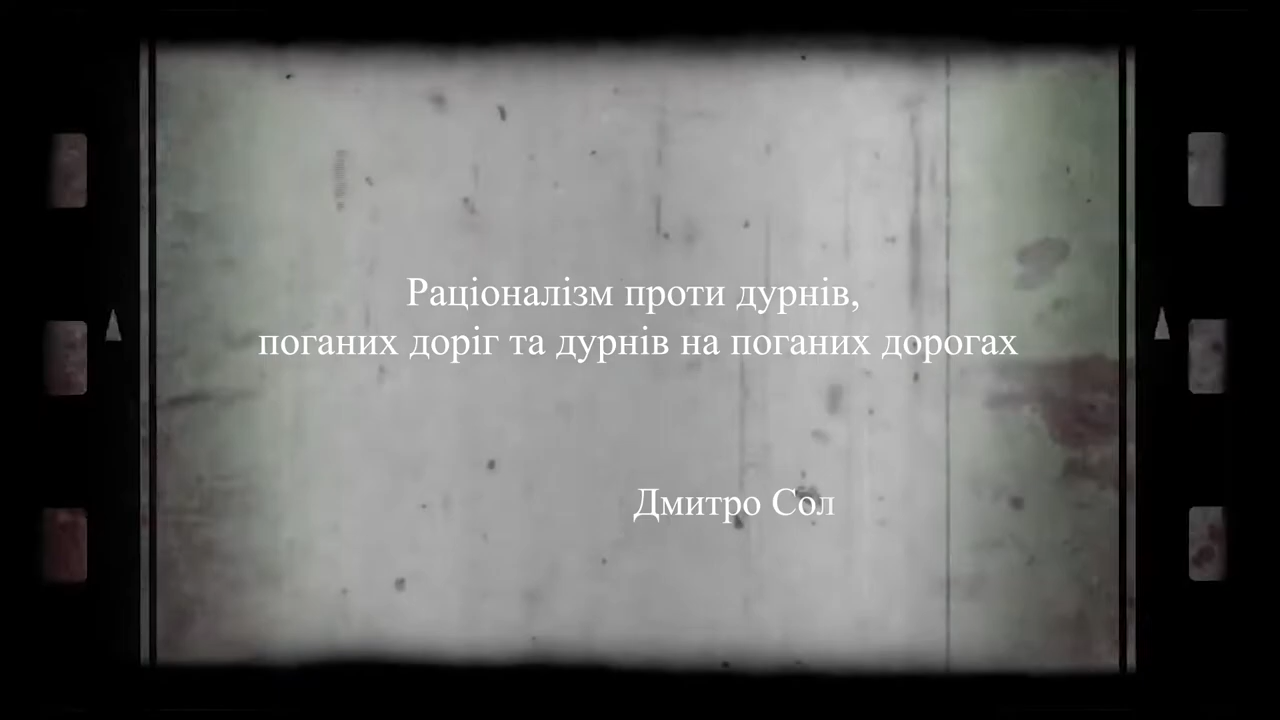 Раціоналізм проти дурнів,
поганих доріг та дурнів на поганих дорогах
Дмитро Сол